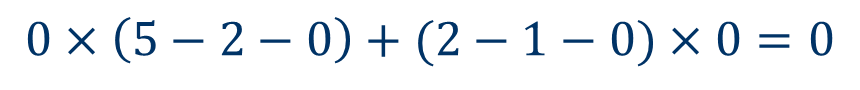 0 × (5 − 2 − 0) + (2 − 1 − 0) × 0 = 0